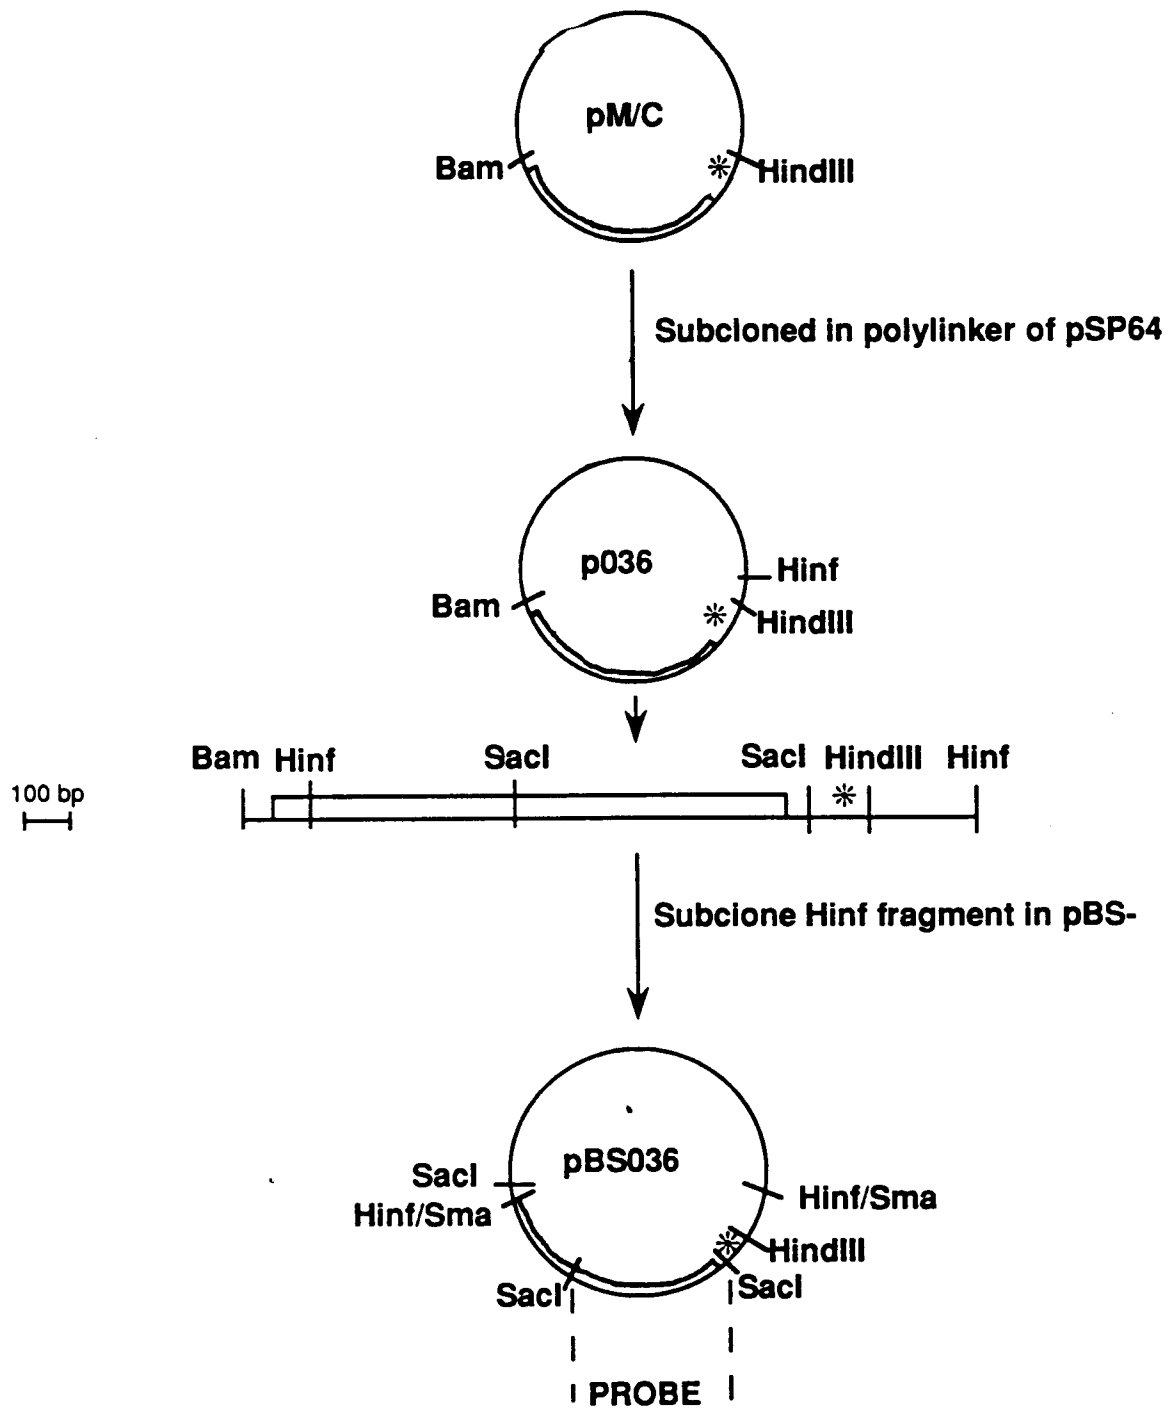 pM/C
Bam
✳
HindIII
Subcloned in polylinker of pSP64
p036
Hinf
Bam
✳
HindIII
Bam Hinf SacI SacI HindIII Hinf
100 bp
✳
Subcione Hinf fragment in pBS-
pBS036
SacI
Hinf/Sma
Hinf/Sma
✳
HindIII
SacI
SacI
PROBE